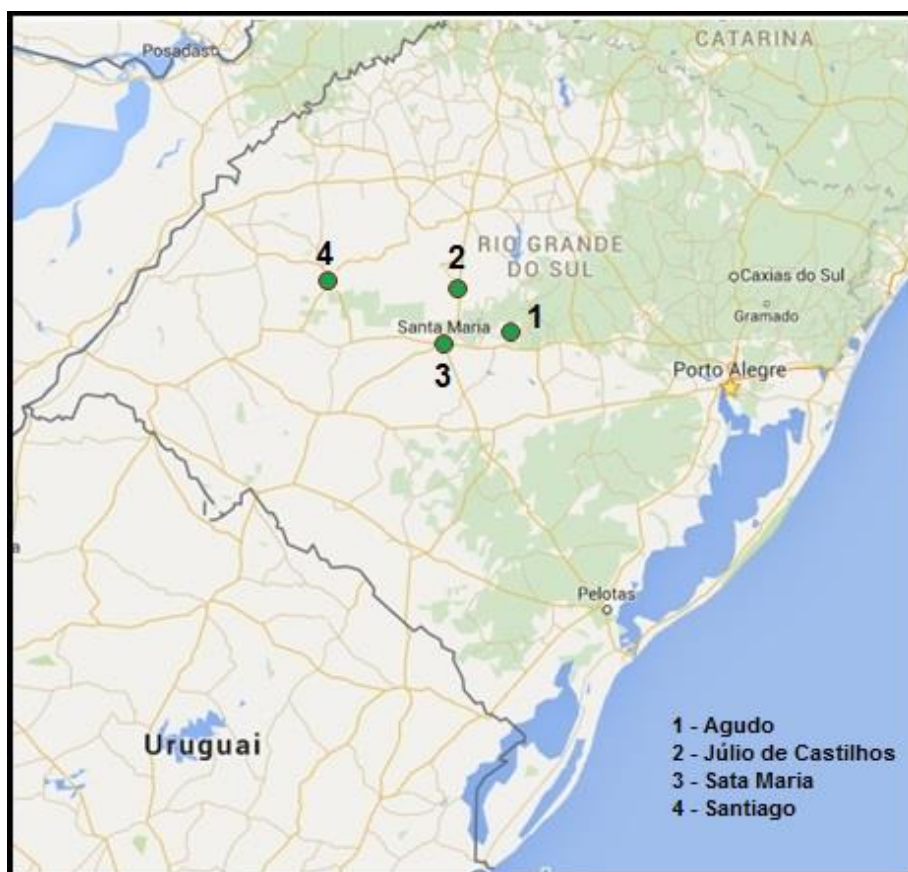 CATARINA
Posadas
4
2
RIO GRANDE
DO SUL
Caxias do Sul
Gramado
1
Santa Maria
3
Porto Alegre
Pelotas
Uruguai
1 - Agudo
2 - Júlio de Castilhos
3 - Sata Maria
4 - Santiago